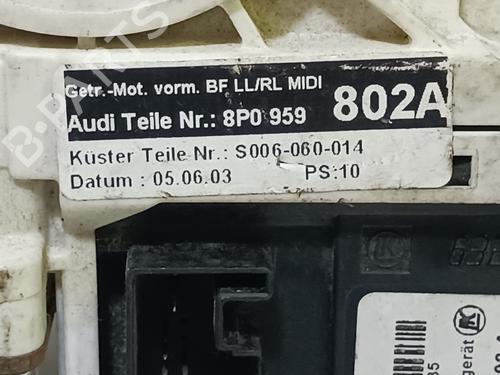 Getr.-Mot. vorm. BF LL/RL MIDI
Audi Teile Nr.: 8P0 959 802A
Küster Teile Nr.: S006-060-014
Datum : 05.06.03 PS:10
B-PARTS
K
gerät